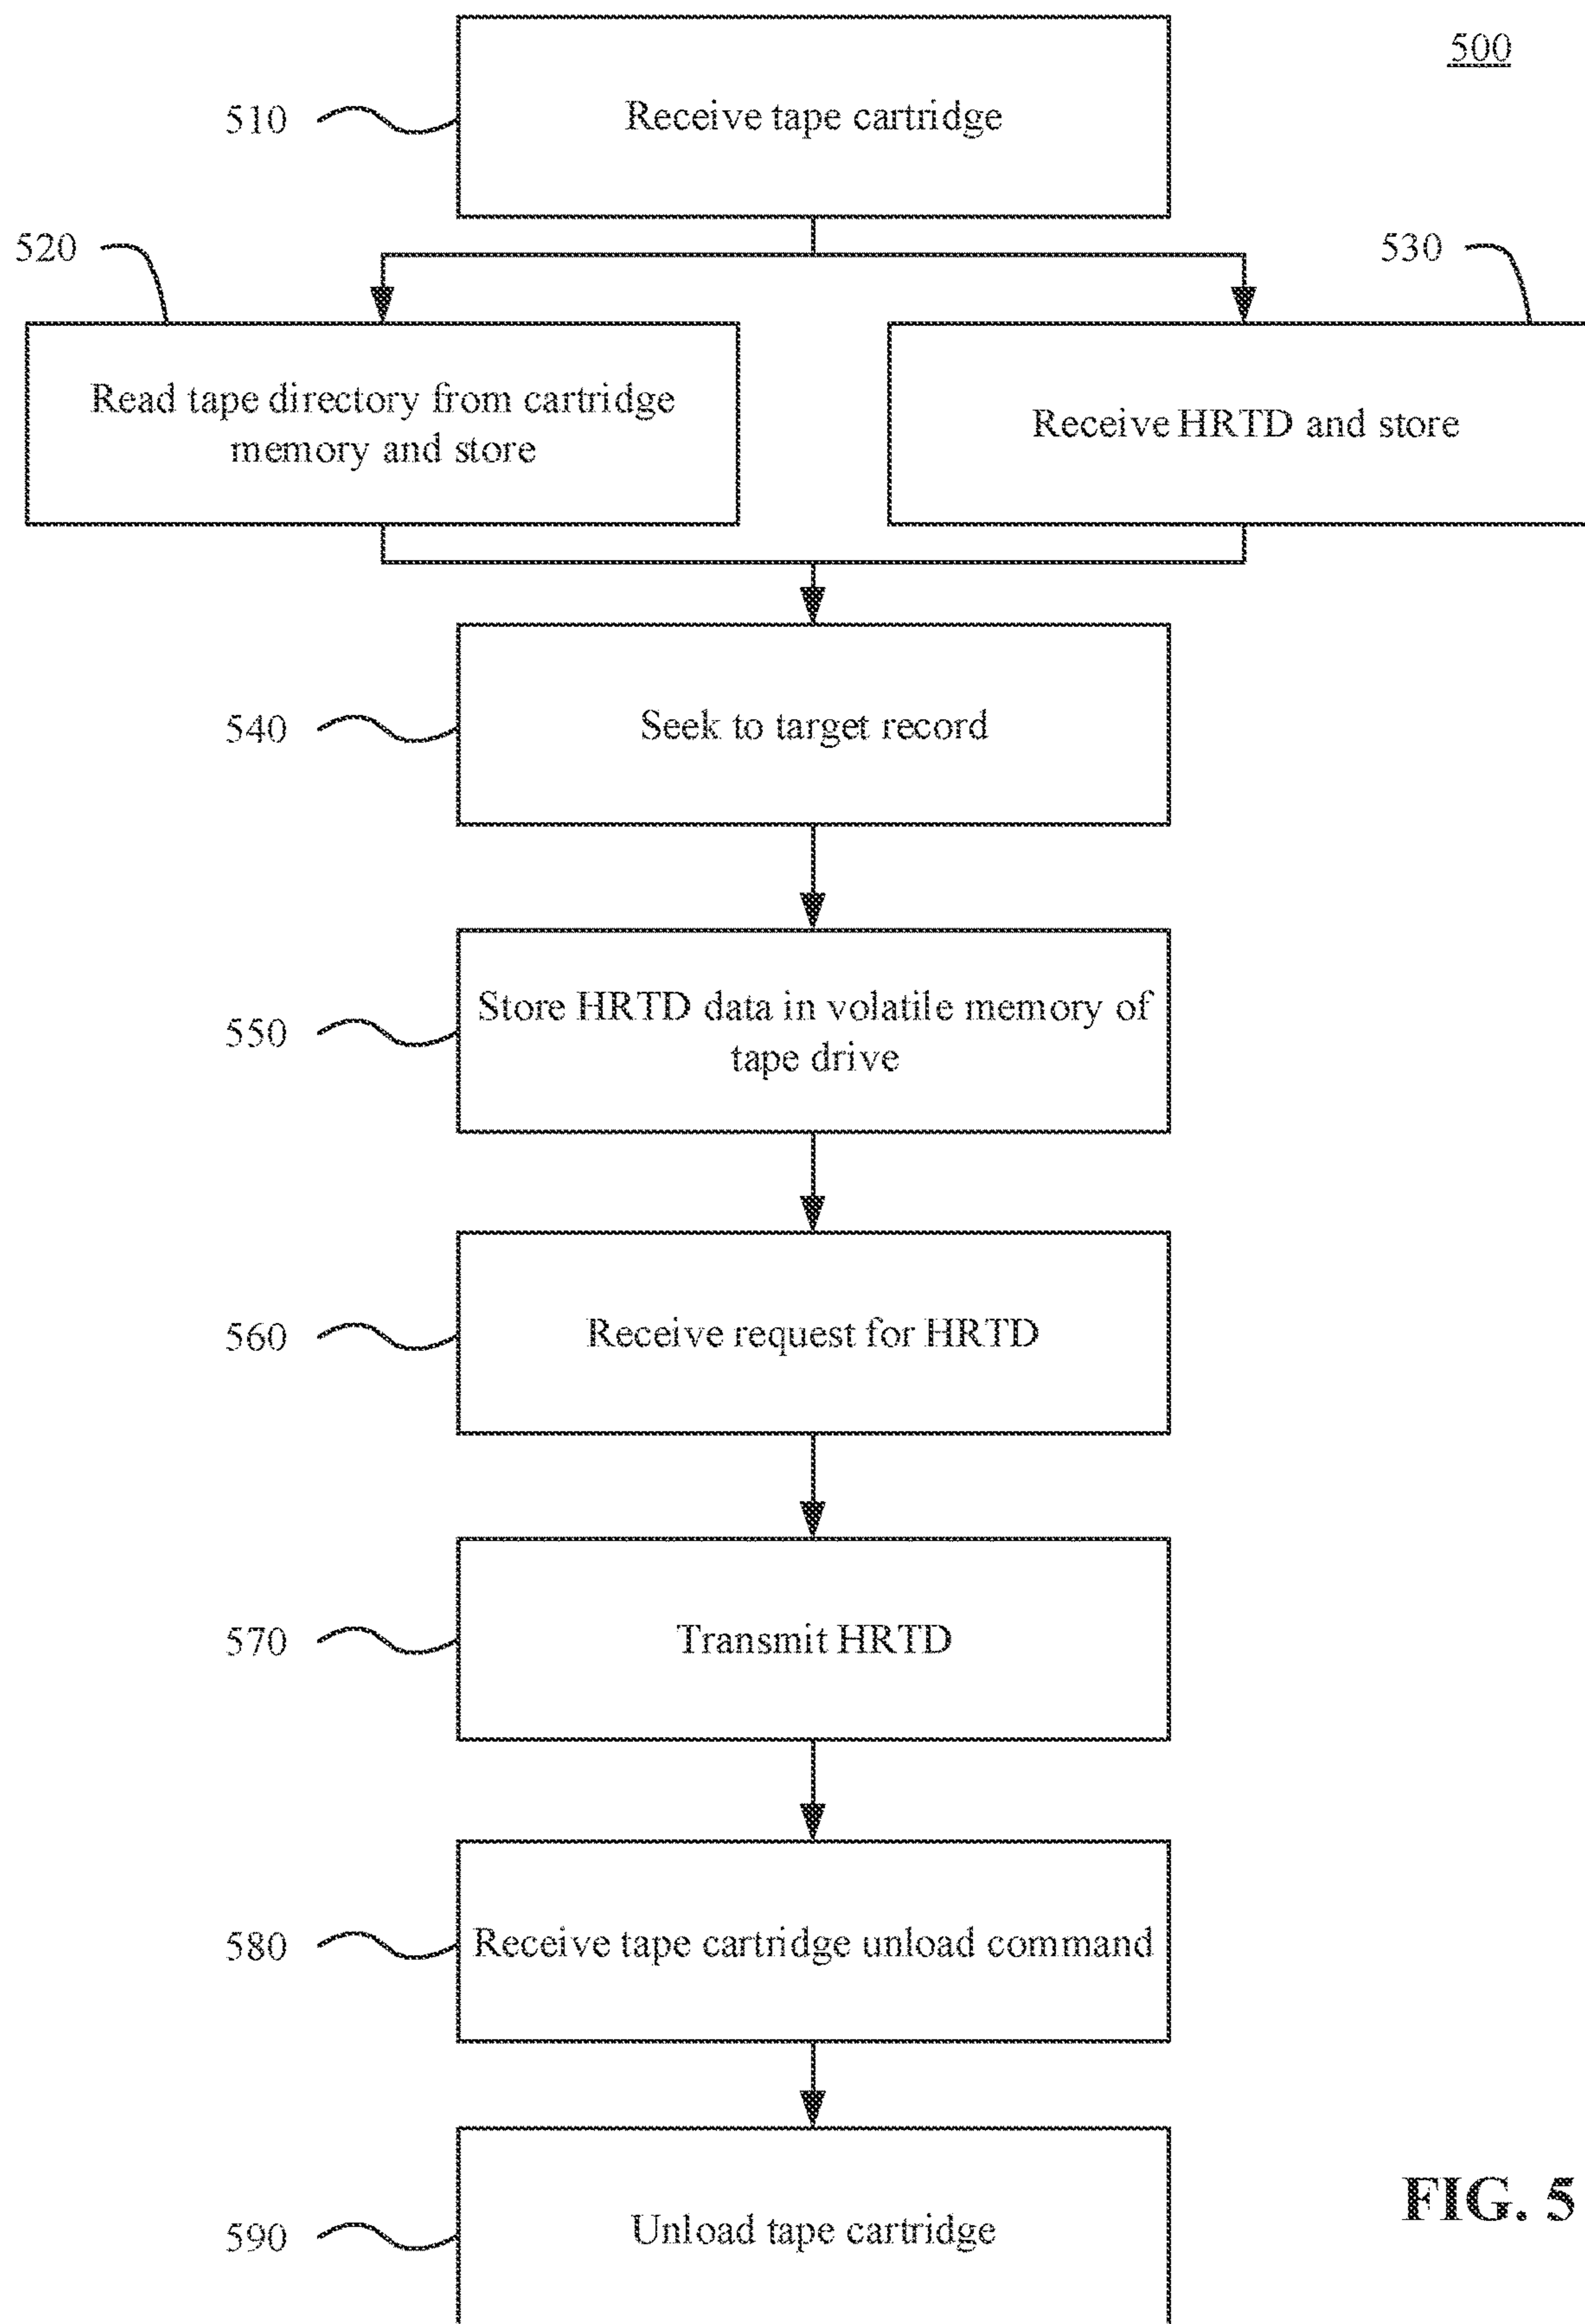 500
510
Receive tape cartridge
520
530
Read tape directory from cartridge
memory and store
Receive HRTD and store
540
Seek to target record
550
Store HRTD data in volatile memory of
tape drive
560
Receive request for HRTD
570
Transmit HRTD
580
Receive tape cartridge unload command
590
Unload tape cartridge
FIG. 5